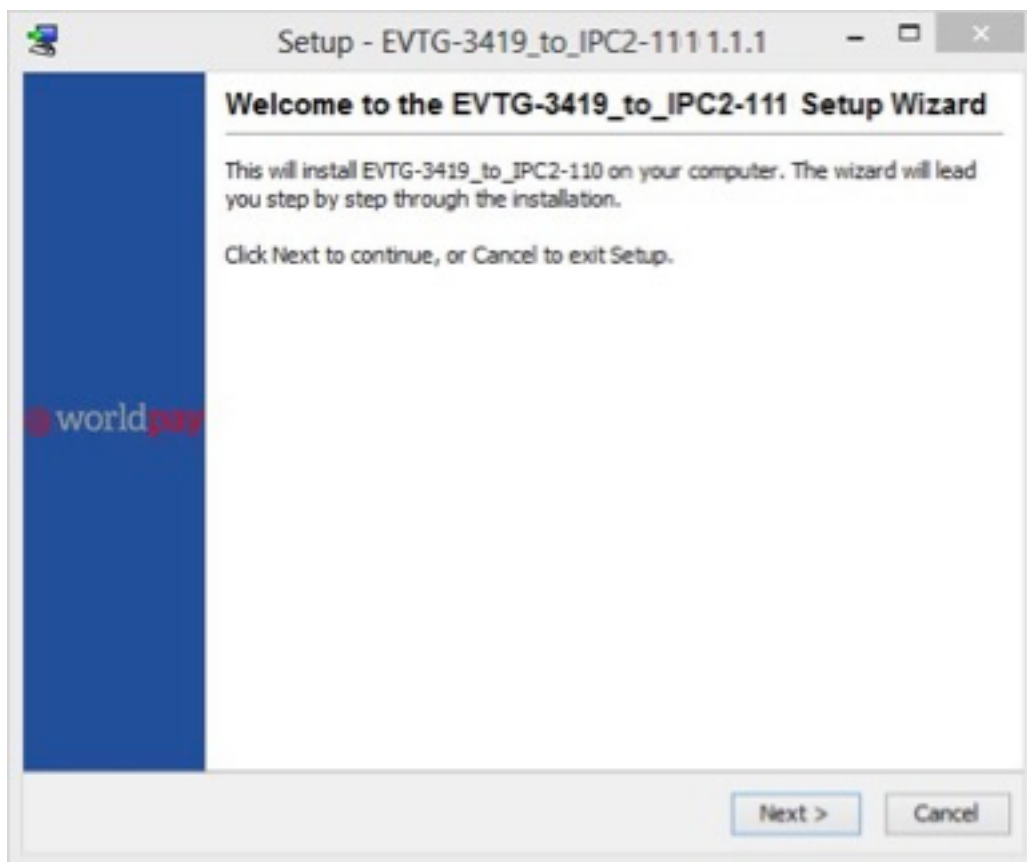 Setup - EVTG-3419_to_IPC2-111 1.1.1
Welcome to the EVTG-3419_to_IPC2-111 Setup Wizard
This will install EVTG-3419_to_IPC2-110 on your computer. The wizard will lead
you step by step through the installation.
Click Next to continue, or Cancel to exit Setup.
worldpay
Next >
Cancel